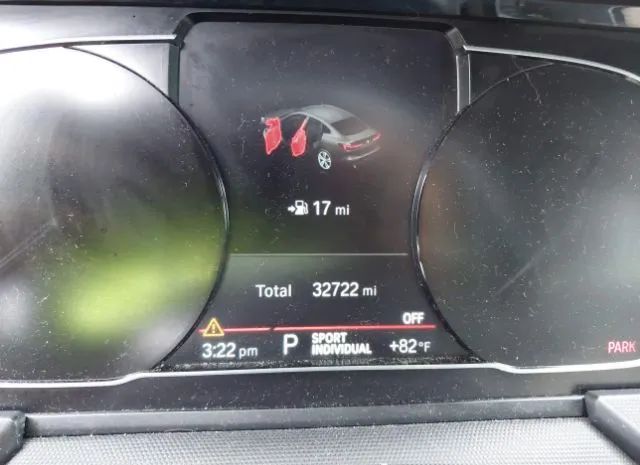 17 mi
Total 32722 mi
OFF
3:22 pm P SPORT INDIVIDUAL +82°F
PARK